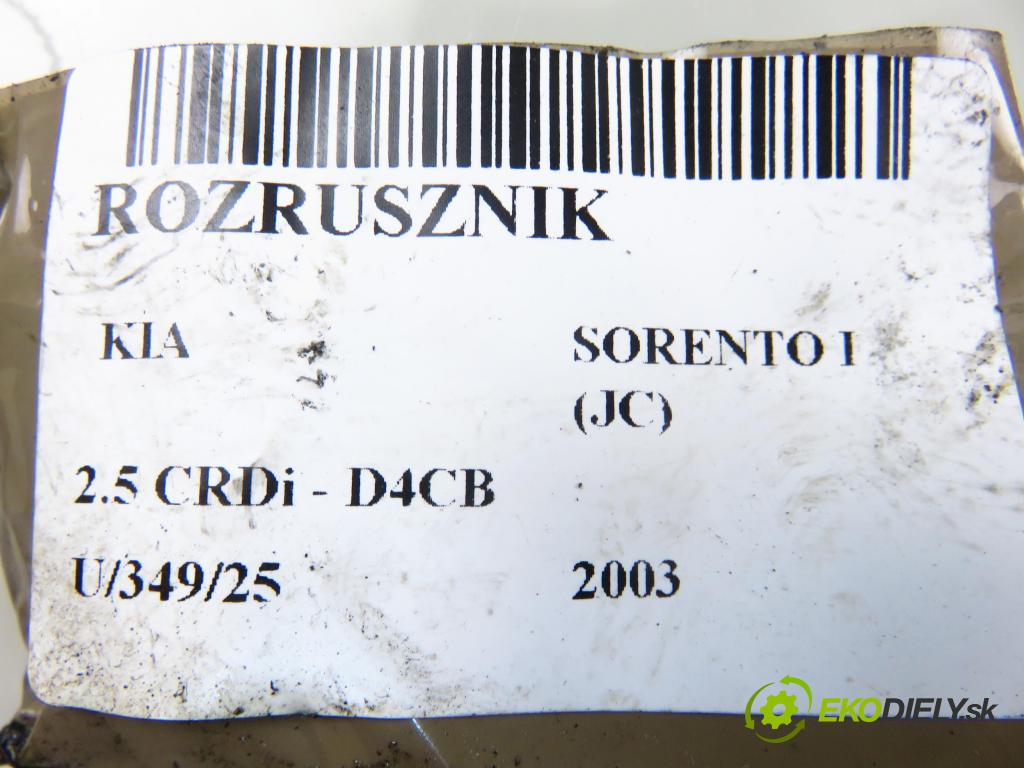 ROZRUSZNIK
KIA SORENTO I
(JC)
2.5 CRDi - D4CB
U/349/25 2003
EKODIELY.sk